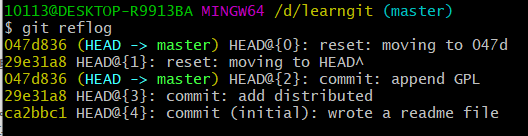 10113@DESKTOP-R9913BA MINGW64 /d/learngit (master)
$ git reflog
047d836 (HEAD -> master) HEAD@{0}: reset: moving to 047d
29e31a8 HEAD@{1}: reset: moving to HEAD^
047d836 (HEAD -> master) HEAD@{2}: commit: append GPL
29e31a8 HEAD@{3}: commit: add distributed
ca2bbc1 HEAD@{4}: commit (initial): wrote a readme file